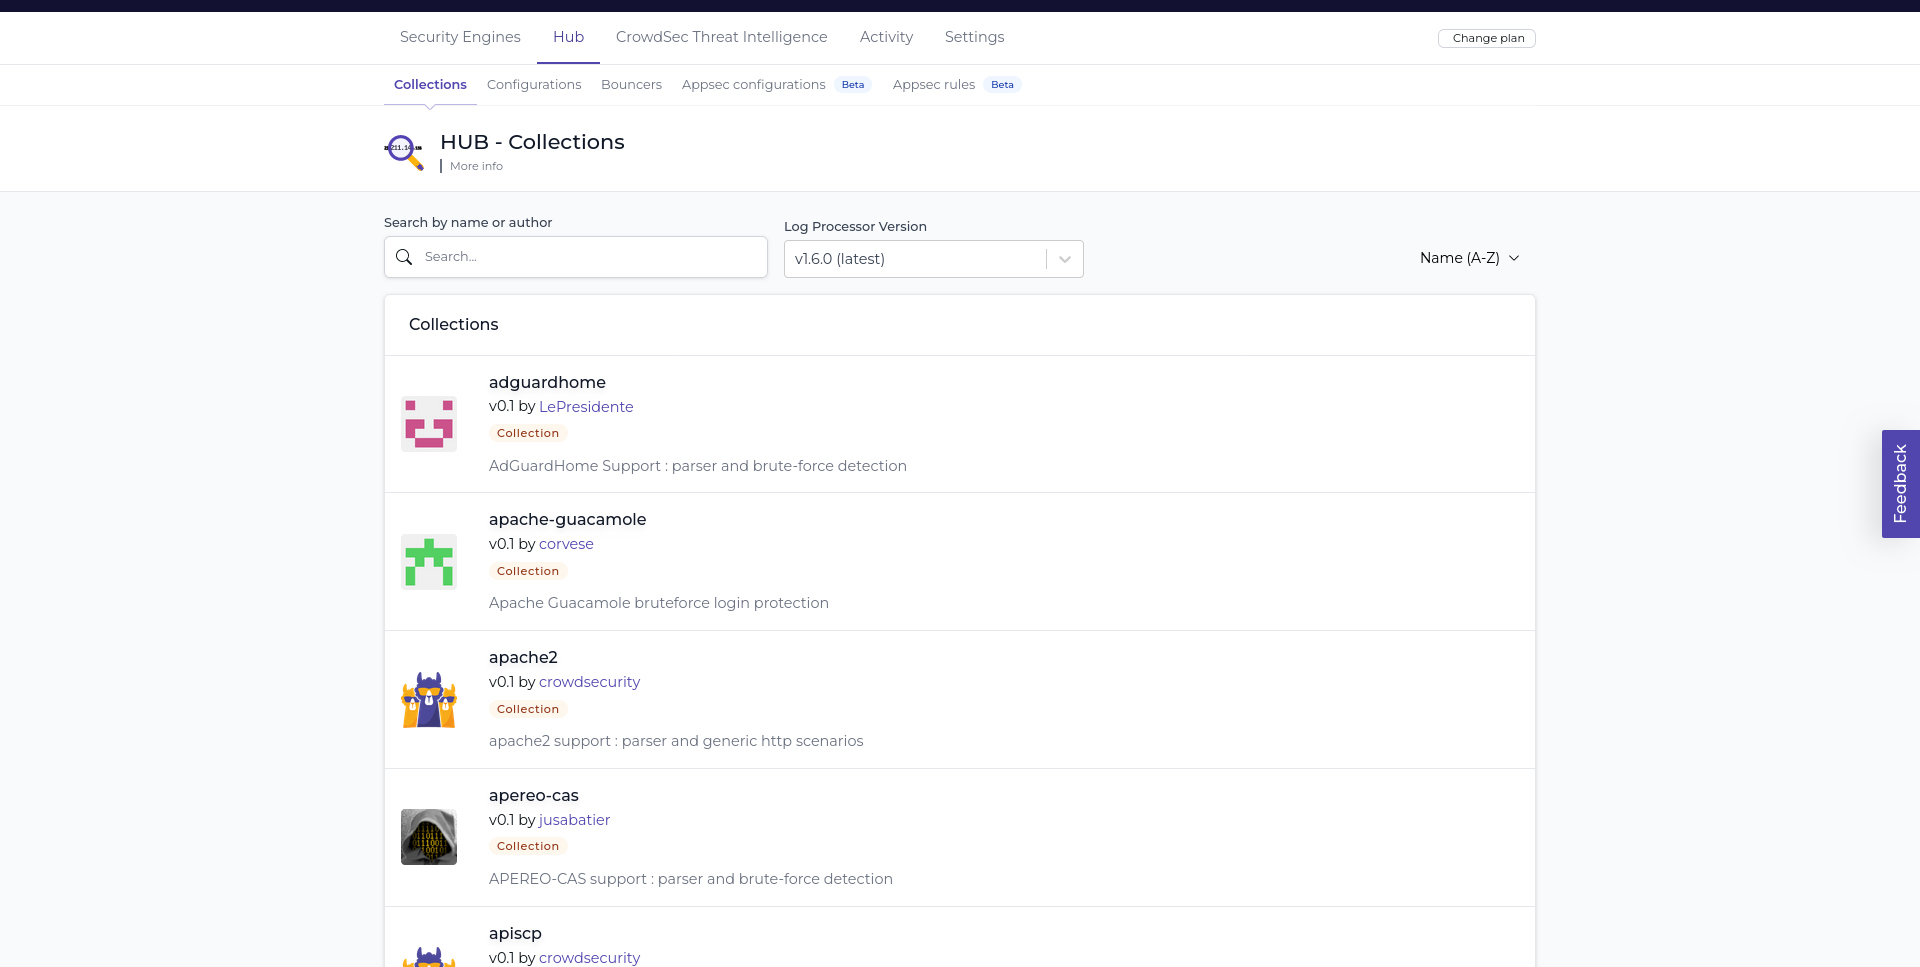 Security Engines Hub CrowdSec Threat Intelligence Activity Settings Change plan
Collections Configurations Bouncers Appsec configurations Beta Appsec rules Beta
HUB - Collections
More info
Search by name or author
Log Processor Version
Search...
v1.6.0 (latest)
Name (A-Z)
Collections
adguardhome
v0.1 by LePresidente
Collection
AdGuardHome Support : parser and brute-force detection
Feedback
apache-guacamole
v0.1 by corvese
Collection
Apache Guacamole bruteforce login protection
apache2
v0.1 by crowdsecurity
Collection
apache2 support : parser and generic http scenarios
apereo-cas
v0.1 by jusabatier
Collection
APEREO-CAS support : parser and brute-force detection
apiscp
v0.1 by crowdsecurity